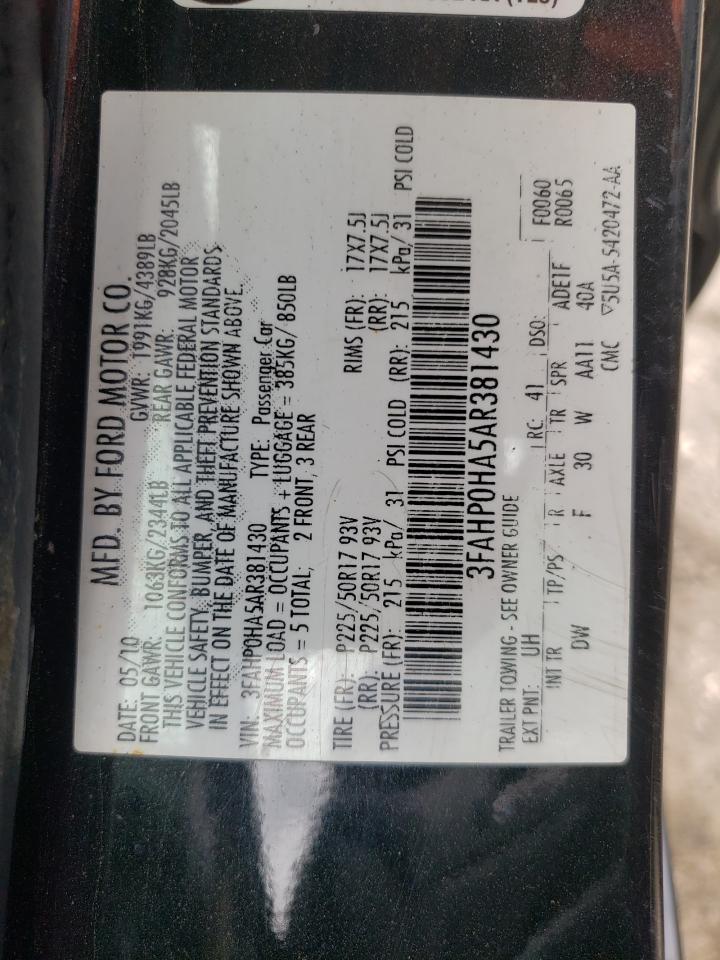 MFD. BY FORD MOTOR CO.
DATE: 05/10 GVWR: 1991KG/4389LB
FRONT GAWR: 1063KG/2344LB REAR GAWR: 928KG/2045LB
THIS VEHICLE CONFORMS TO ALL APPLICABLE FEDERAL MOTOR
VEHICLE SAFETY, BUMPER, AND THEFT PREVENTION STANDARDS
IN EFFECT ON THE DATE OF MANUFACTURE SHOWN ABOVE.
VIN: 3FAHP0HA5AR381430 TYPE: Passenger Car
MAXIMUM LOAD = OCCUPANTS + LUGGAGE = 385KG/ 850LB
OCCUPANTS = 5 TOTAL, 2 FRONT, 3 REAR
TIRE (FR): P225/50R17 93V RIMS (FR): 17X7.5J
(RR): P225/50R17 93V (RR): 17X7.5J
PRESSURE (FR): 215 kPa/ 31 PSI COLD (RR): 215 kPa/ 31 PSI COLD
3FAHP0HA5AR381430
TRAILER TOWING - SEE OWNER GUIDE
EXT PNT: UH RC: 41 DSO: F0060
R0065
INT TR TP/PS R AXLE TR SPR ADE1F
DW F 30 W AA11 40A
CMC ▽5U5A-5420472-AA